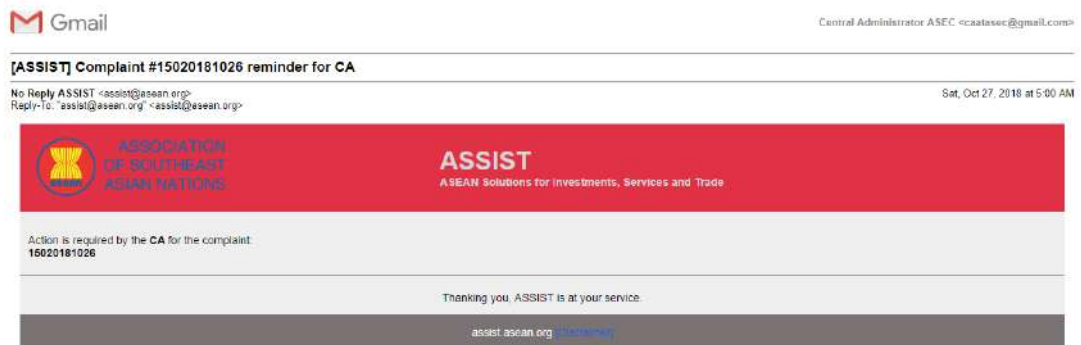 Gmail
Central Administrator ASEC <caatasec@gmail.com>
[ASSIST] Complaint #15020181026 reminder for CA
No Reply ASSIST <assist@asean.org>
Sat, Oct 27, 2018 at 5:00 AM
Reply-To: "assist@asean.org" <assist@asean.org>
ASSOCIATION
OF SOUTHEAST
ASIAN NATIONS
asean
ASSIST
ASEAN Solutions for Investments, Services and Trade
Action is required by the CA for the complaint:
15020181026
Thanking you, ASSIST is at your service.
assist.asean.org